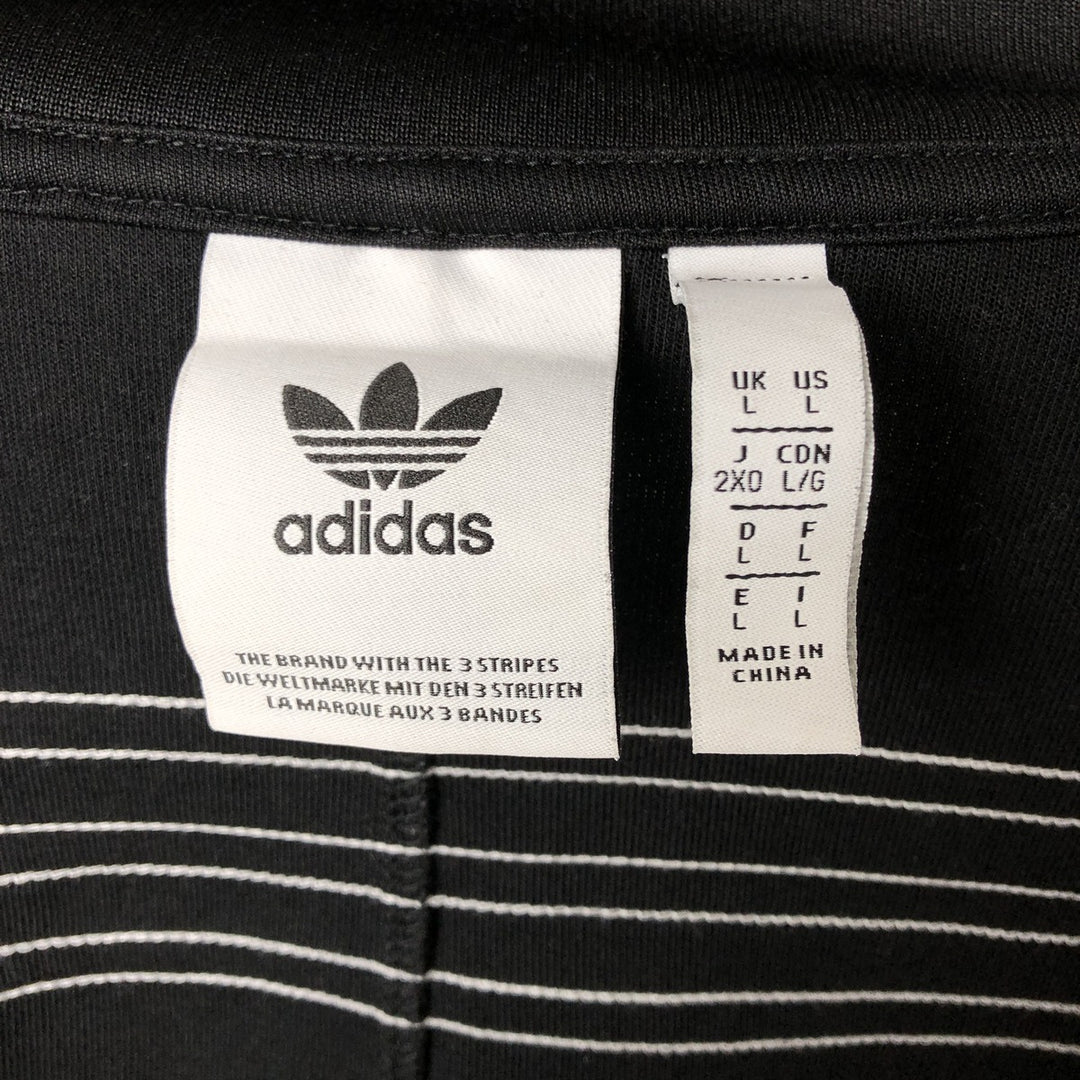 adidas
THE BRAND WITH THE 3 STRIPES
DIE WELTMARKE MIT DEN 3 STREIFEN
LA MARQUE AUX 3 BANDES
UK US
L L
J CDN
2XO L/G
D F
L L
E I
L L
MADE IN
CHINA